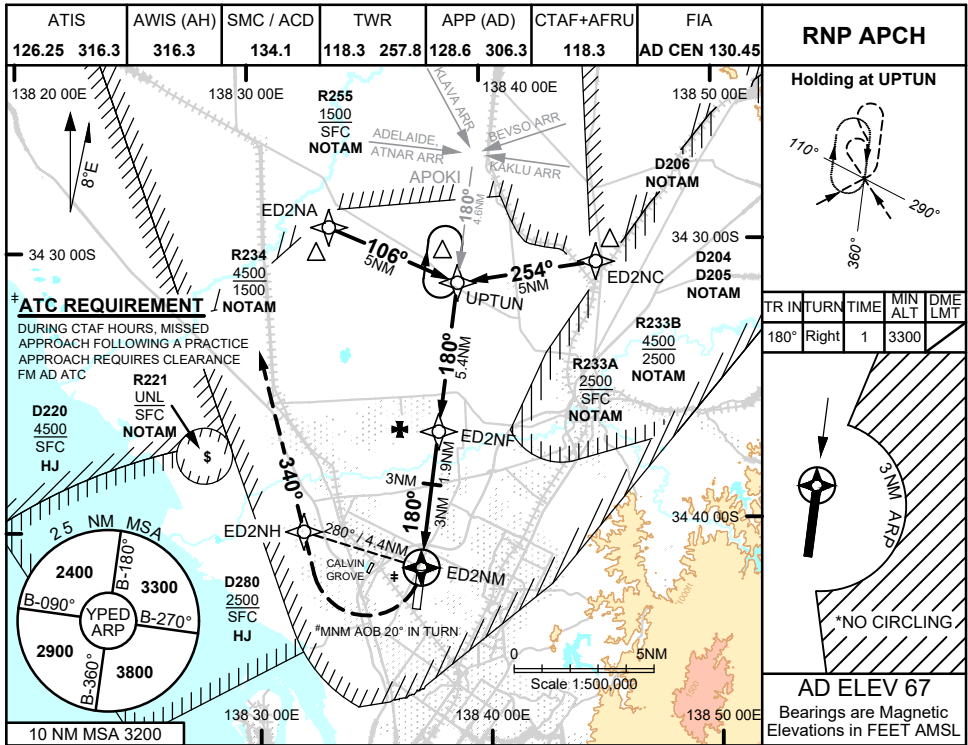 ATIS
126.25 316.3
AWIS (AH)
316.3
SMC / ACD
134.1
TWR
118.3 257.8
APP (AD)
128.6 306.3
CTAF+AFRU
118.3
FIA
AD CEN 130.45
RNP APCH
138 20 00E
138 30 00E
138 40 00E
138 50 00E
8°E
R255
1500
SFC
NOTAM
KLAVA ARR
ADELAIDE,
ATNAR ARR
BEVSO ARR
KAKLU ARR
APOKI
180°
4.6NM
D206
NOTAM
ED2NA
106°
5NM
254°
5NM
ED2NC
UPTUN
34 30 00S
34 30 00S
D204
D205
NOTAM
R234
4500
1500
NOTAM
‡ATC REQUIREMENT
DURING CTAF HOURS, MISSED
APPROACH FOLLOWING A PRACTICE
APPROACH REQUIRES CLEARANCE
FM AD ATC
R221
UNL
SFC
NOTAM
$
D220
4500
SFC
HJ
R233B
4500
2500
NOTAM
R233A
2500
SFC
NOTAM
180°
5.4NM
ED2NF
1.9NM
3NM
3NM
180°
340°
ED2NH
280° / 4.4NM
CALVIN
GROVE
‡
ED2NM
34 40 00S
#MNM AOB 20° IN TURN
D280
2500
SFC
HJ
25 NM MSA
2400
3300
2900
3800
B-180°
B-090°
B-270°
B-360°
YPED
ARP
10 NM MSA 3200
0 5NM
Scale 1:500,000
1000
138 30 00E
138 40 00E
138 50 00E
Holding at UPTUN
110°
290°
360°
TR IN TURN TIME MIN ALT DME LMT
180° Right 1 3300
3 NM ARP
*NO CIRCLING
AD ELEV 67
Bearings are Magnetic
Elevations in FEET AMSL